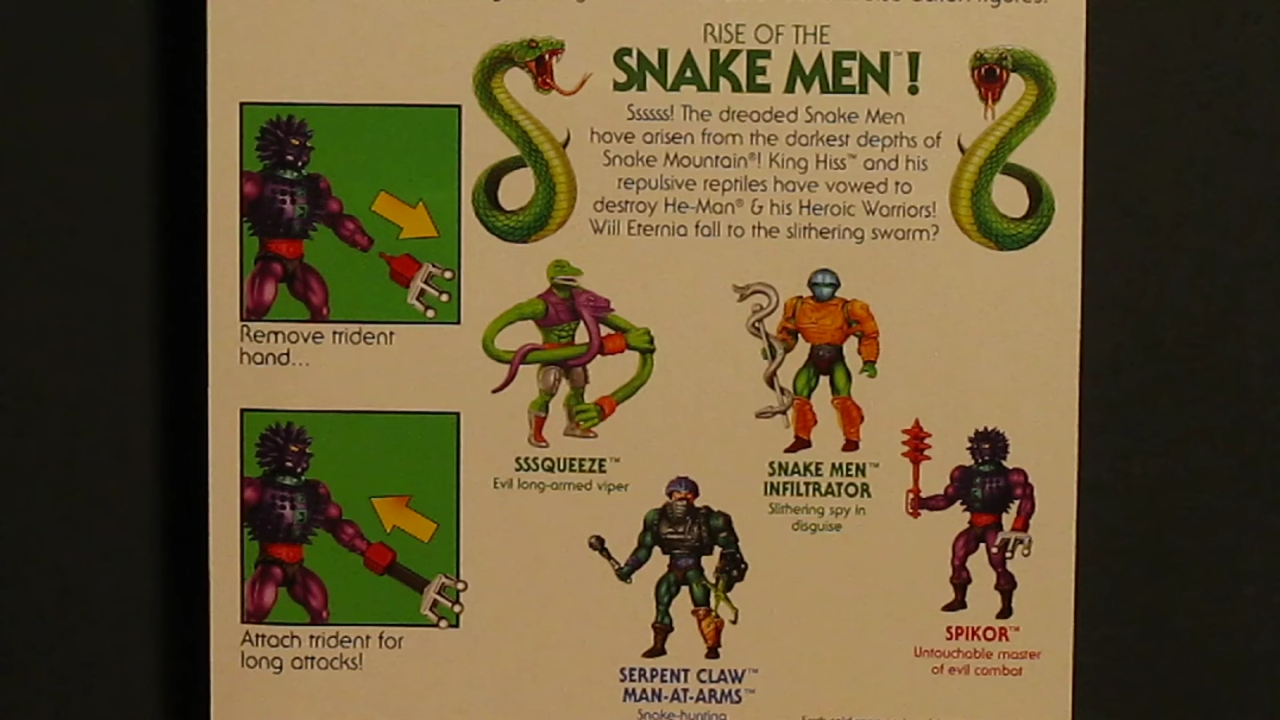 RISE OF THE
SNAKE MEN™!
Ssssss! The dreaded Snake Men
have arisen from the darkest depths of
Snake Mountain®! King Hiss™ and his
repulsive reptiles have vowed to
destroy He-Man® & his Heroic Warriors!
Will Eternia fall to the slithering swarm?
Remove trident
hand...
Attach trident for
long attacks!
SSSQUEEZE™
Evil long-armed viper
SNAKE MEN™
INFILTRATOR
Slithering spy in
disguise
SPIKOR™
Untouchable master
of evil combat
SERPENT CLAW™
MAN-AT-ARMS™
Snake-hunting